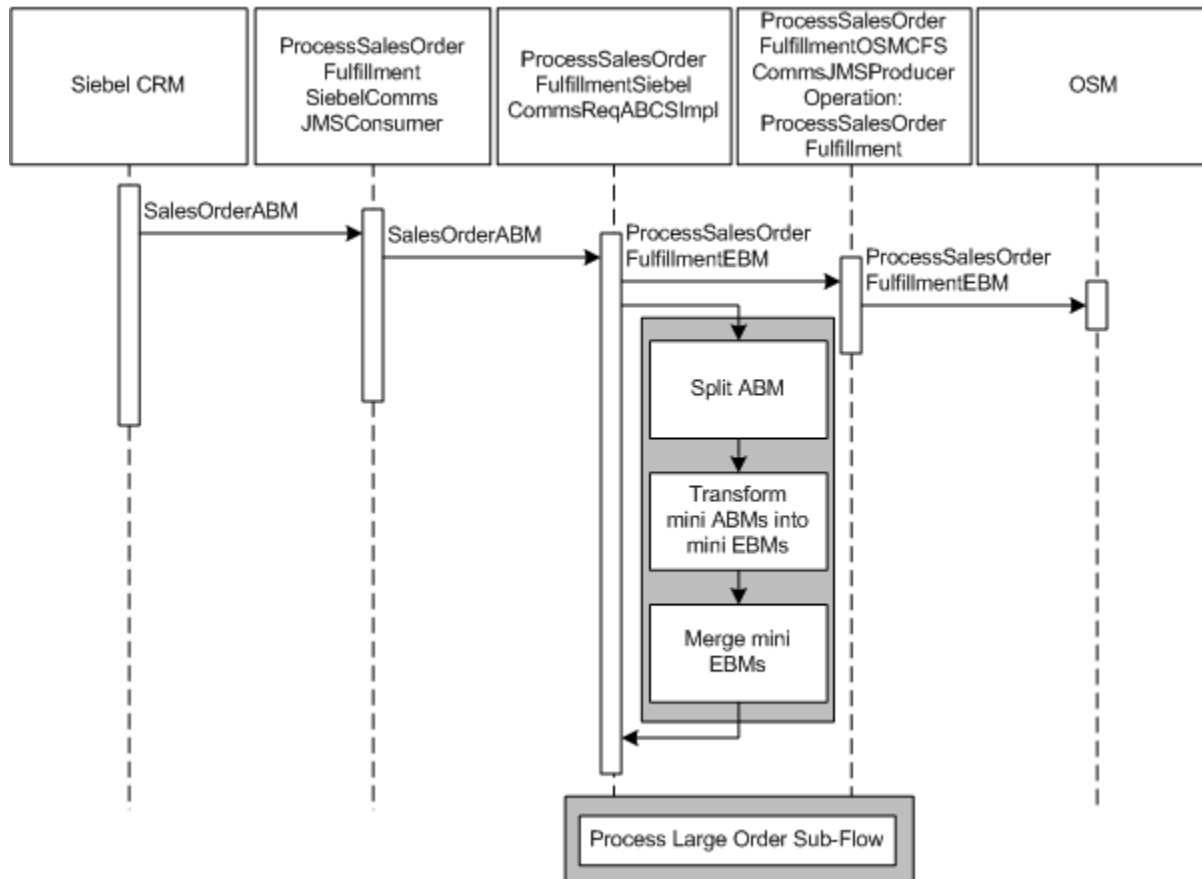 Siebel CRM
ProcessSalesOrder
Fulfillment
SiebelComms
JMSConsumer
ProcessSalesOrder
FulfillmentSiebel
CommsReqABCSImpl
ProcessSalesOrder
FulfillmentOSMCFS
CommsJMSProducer
Operation:
ProcessSalesOrder
Fulfillment
OSM
SalesOrderABM
SalesOrderABM
ProcessSalesOrder
FulfillmentEBM
ProcessSalesOrder
FulfillmentEBM
Split ABM
Transform
mini ABMs into
mini EBMs
Merge mini
EBMs
Process Large Order Sub-Flow